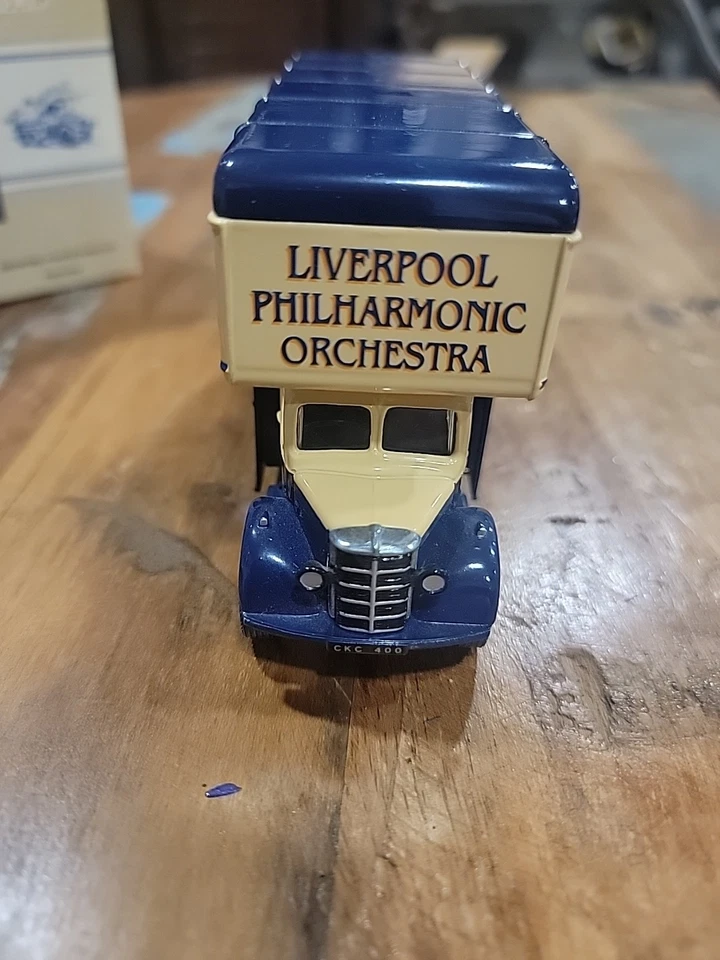 LIVERPOOL
PHILHARMONIC
ORCHESTRA
CKC 400